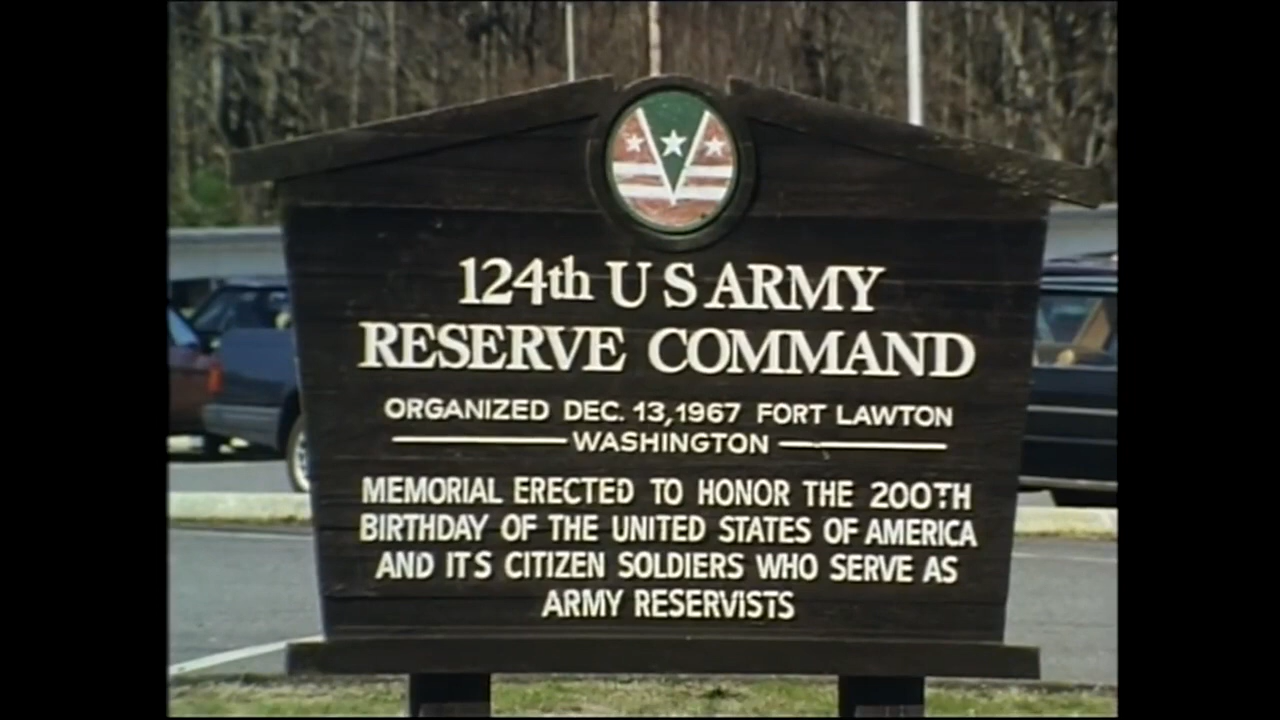 124th U S ARMY
RESERVE COMMAND
ORGANIZED DEC. 13, 1967 FORT LAWTON
WASHINGTON
MEMORIAL ERECTED TO HONOR THE 200TH
BIRTHDAY OF THE UNITED STATES OF AMERICA
AND ITS CITIZEN SOLDIERS WHO SERVE AS
ARMY RESERVISTS